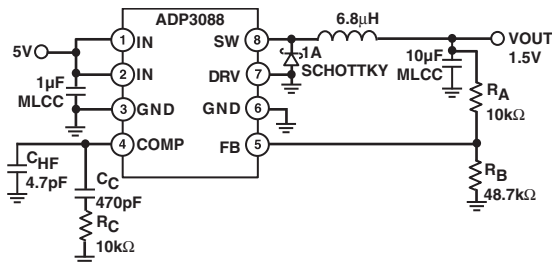 ADP3088
5V
1 IN
2 IN
3 GND
4 COMP
SW 8
DRV 7
GND 6
FB 5
1µF
MLCC
6.8µH
1A
SCHOTTKY
10µF
MLCC
VOUT
1.5V
RA
10kΩ
RB
48.7kΩ
CHF
4.7pF
CC
470pF
RC
10kΩ